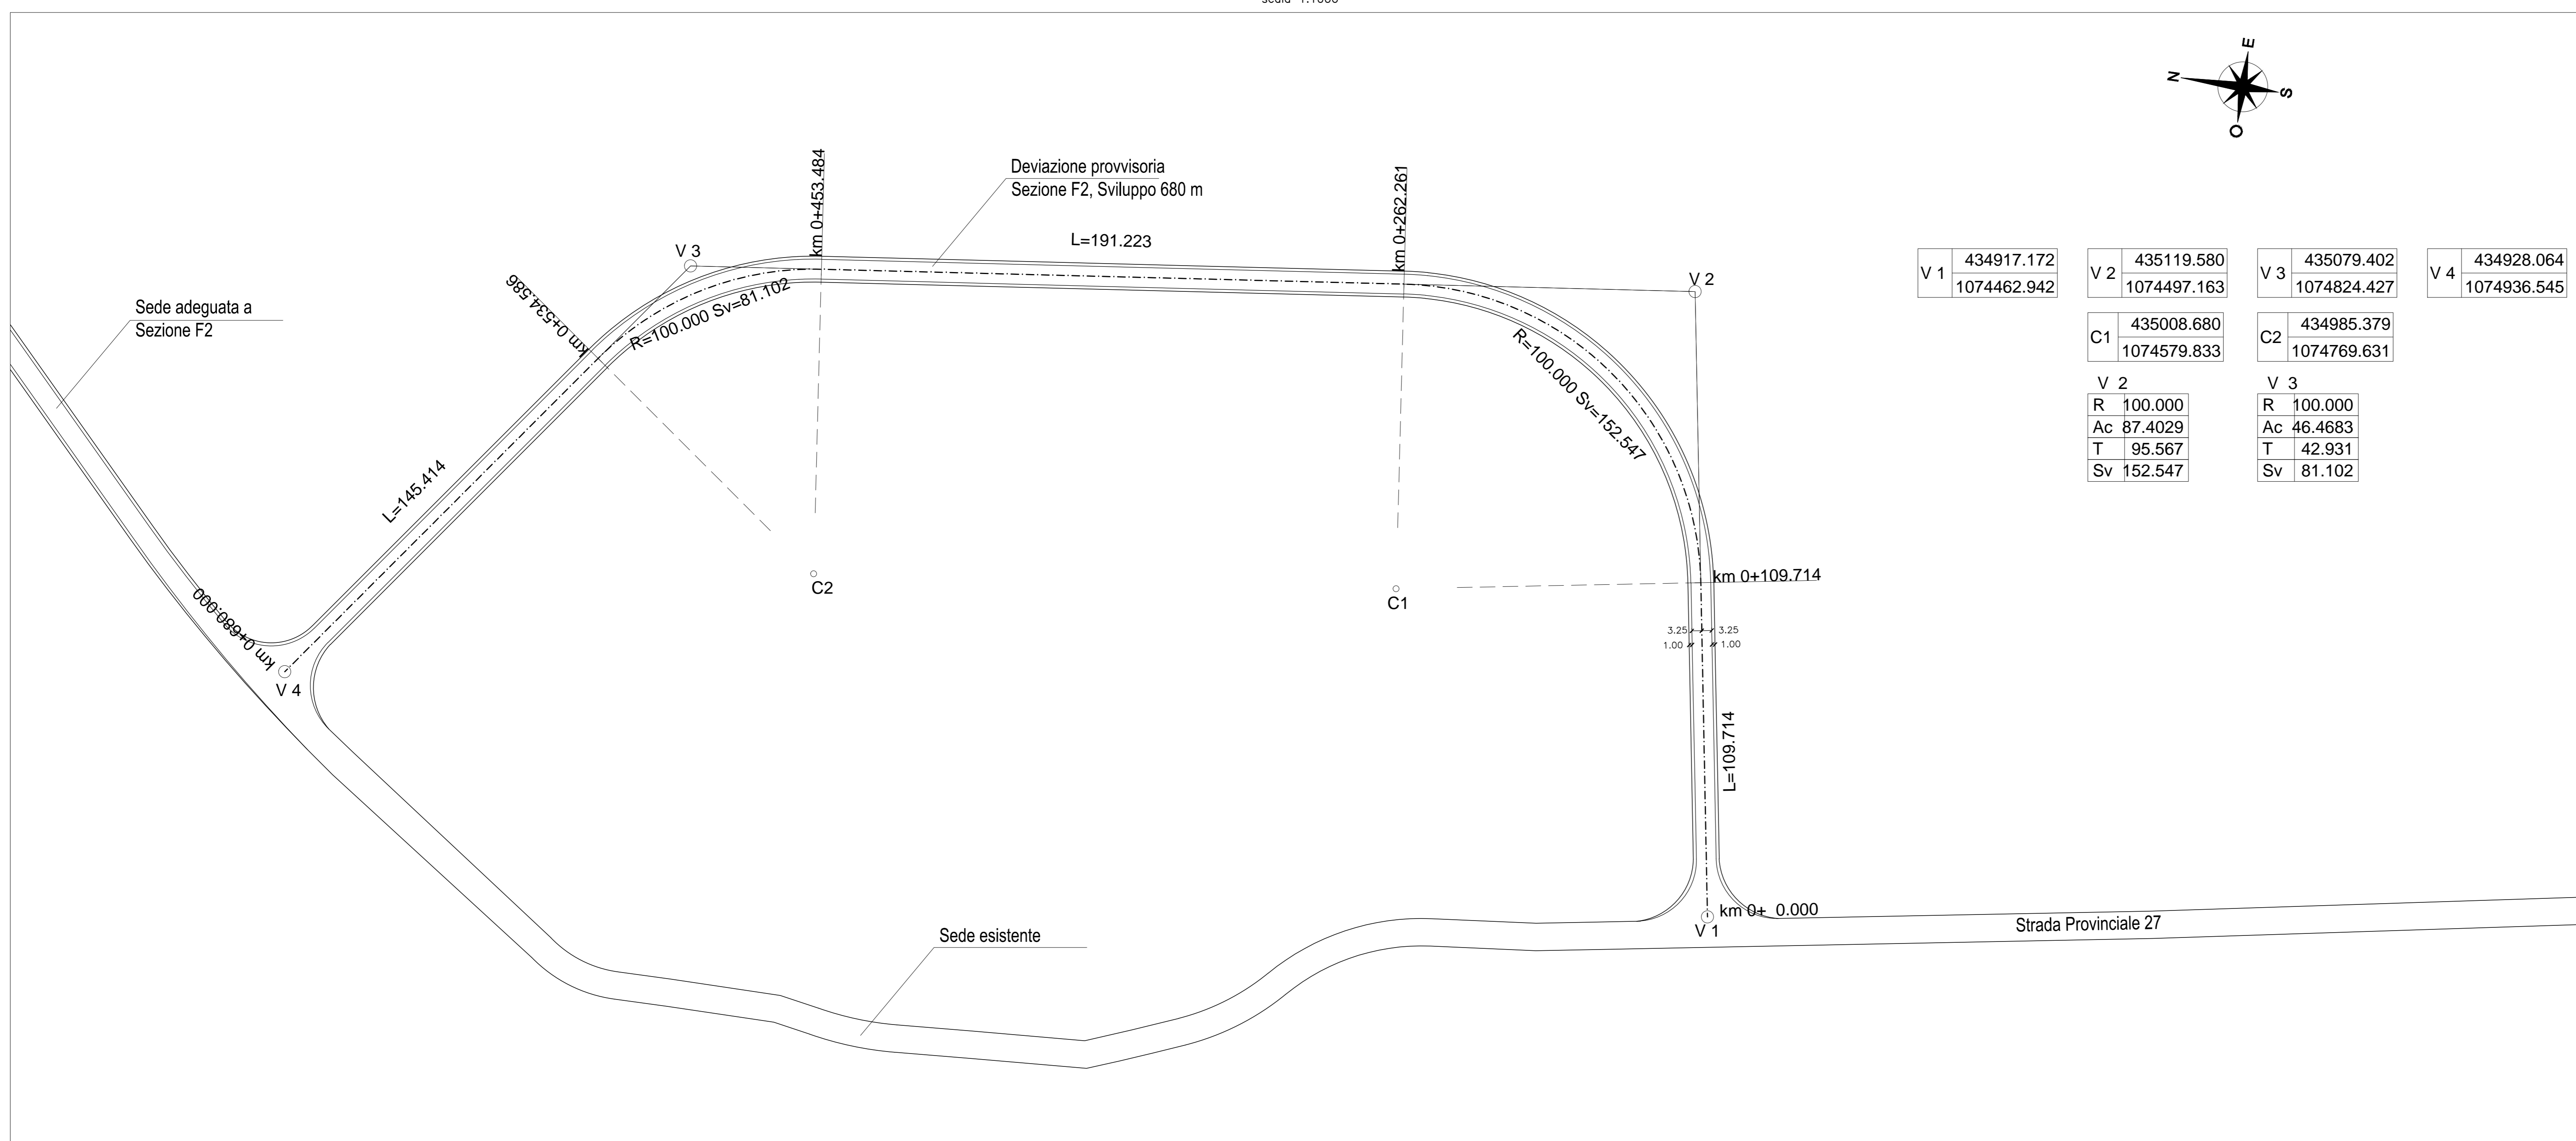 E
N
S
O
Deviazione provvisoria
Sezione F2, Sviluppo 680 m
km 0+453.484
km 0+262.261
L=191.223
V 3
V 2
km 0+534.586
R=100.000 Sv=81.102
R=100.000 Sv=152.547
Sede adeguata a
Sezione F2
L=145.414
C2
C1
km 0+109.714
3.25
3.25
1.00
1.00
km 0+680.000
V 4
L=109.714
km 0+ 0.000
V 1
Strada Provinciale 27
Sede esistente
V 1 434917.172
1074462.942
V 2 435119.580
1074497.163
V 3 435079.402
1074824.427
V 4 434928.064
1074936.545
C1 435008.680
1074579.833
C2 434985.379
1074769.631
V 2
R 100.000
Ac 87.4029
T 95.567
Sv 152.547
V 3
R 100.000
Ac 46.4683
T 42.931
Sv 81.102